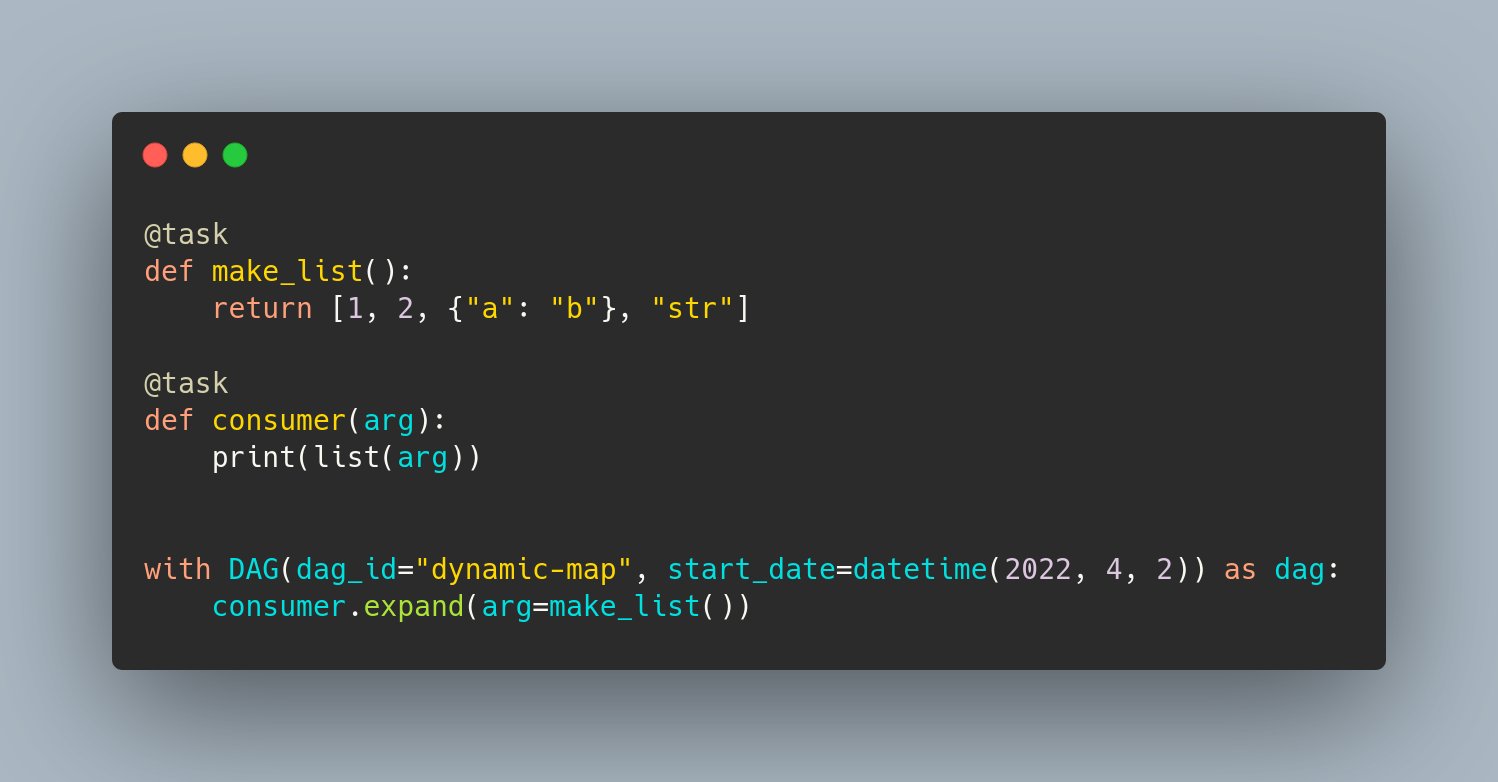 @task
def make_list():
    return [1, 2, {"a": "b"}, "str"]
@task
def consumer(arg):
    print(list(arg))
with DAG(dag_id="dynamic-map", start_date=datetime(2022, 4, 2)) as dag:
    consumer.expand(arg=make_list())